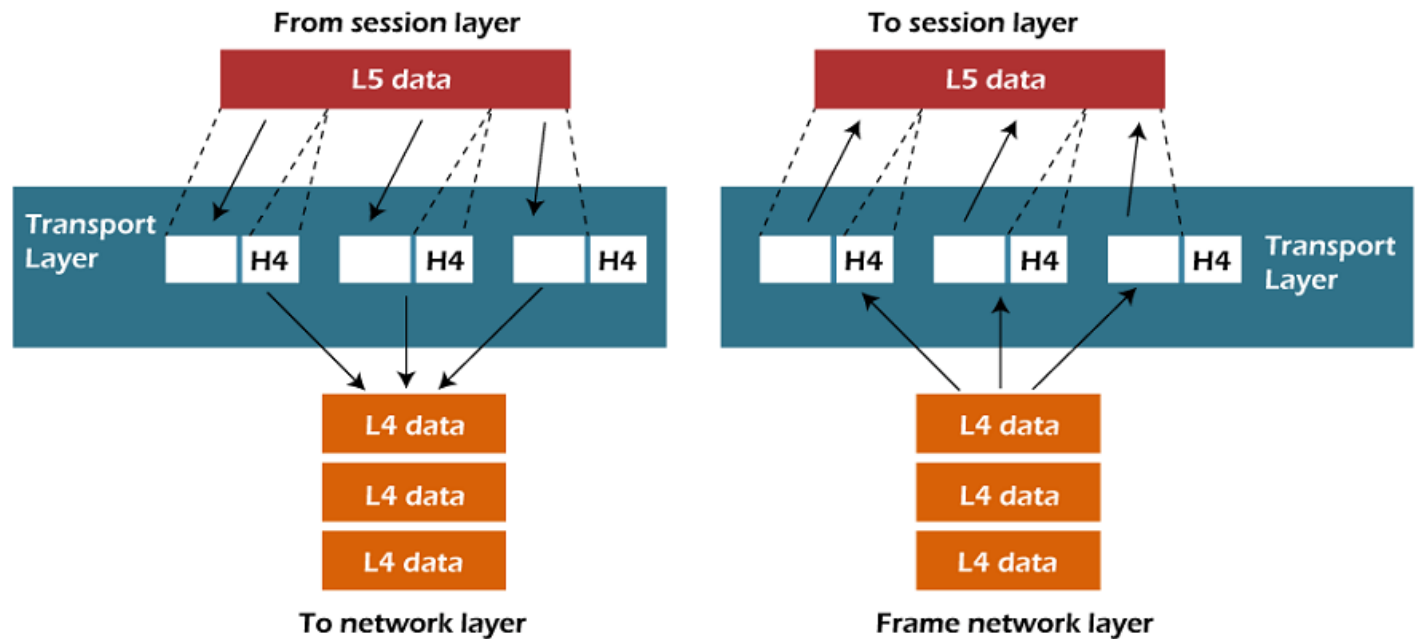 From session layer
L5 data
Transport
Layer
H4
H4
H4
L4 data
L4 data
L4 data
To network layer
To session layer
L5 data
H4
H4
H4
Transport
Layer
L4 data
L4 data
L4 data
Frame network layer